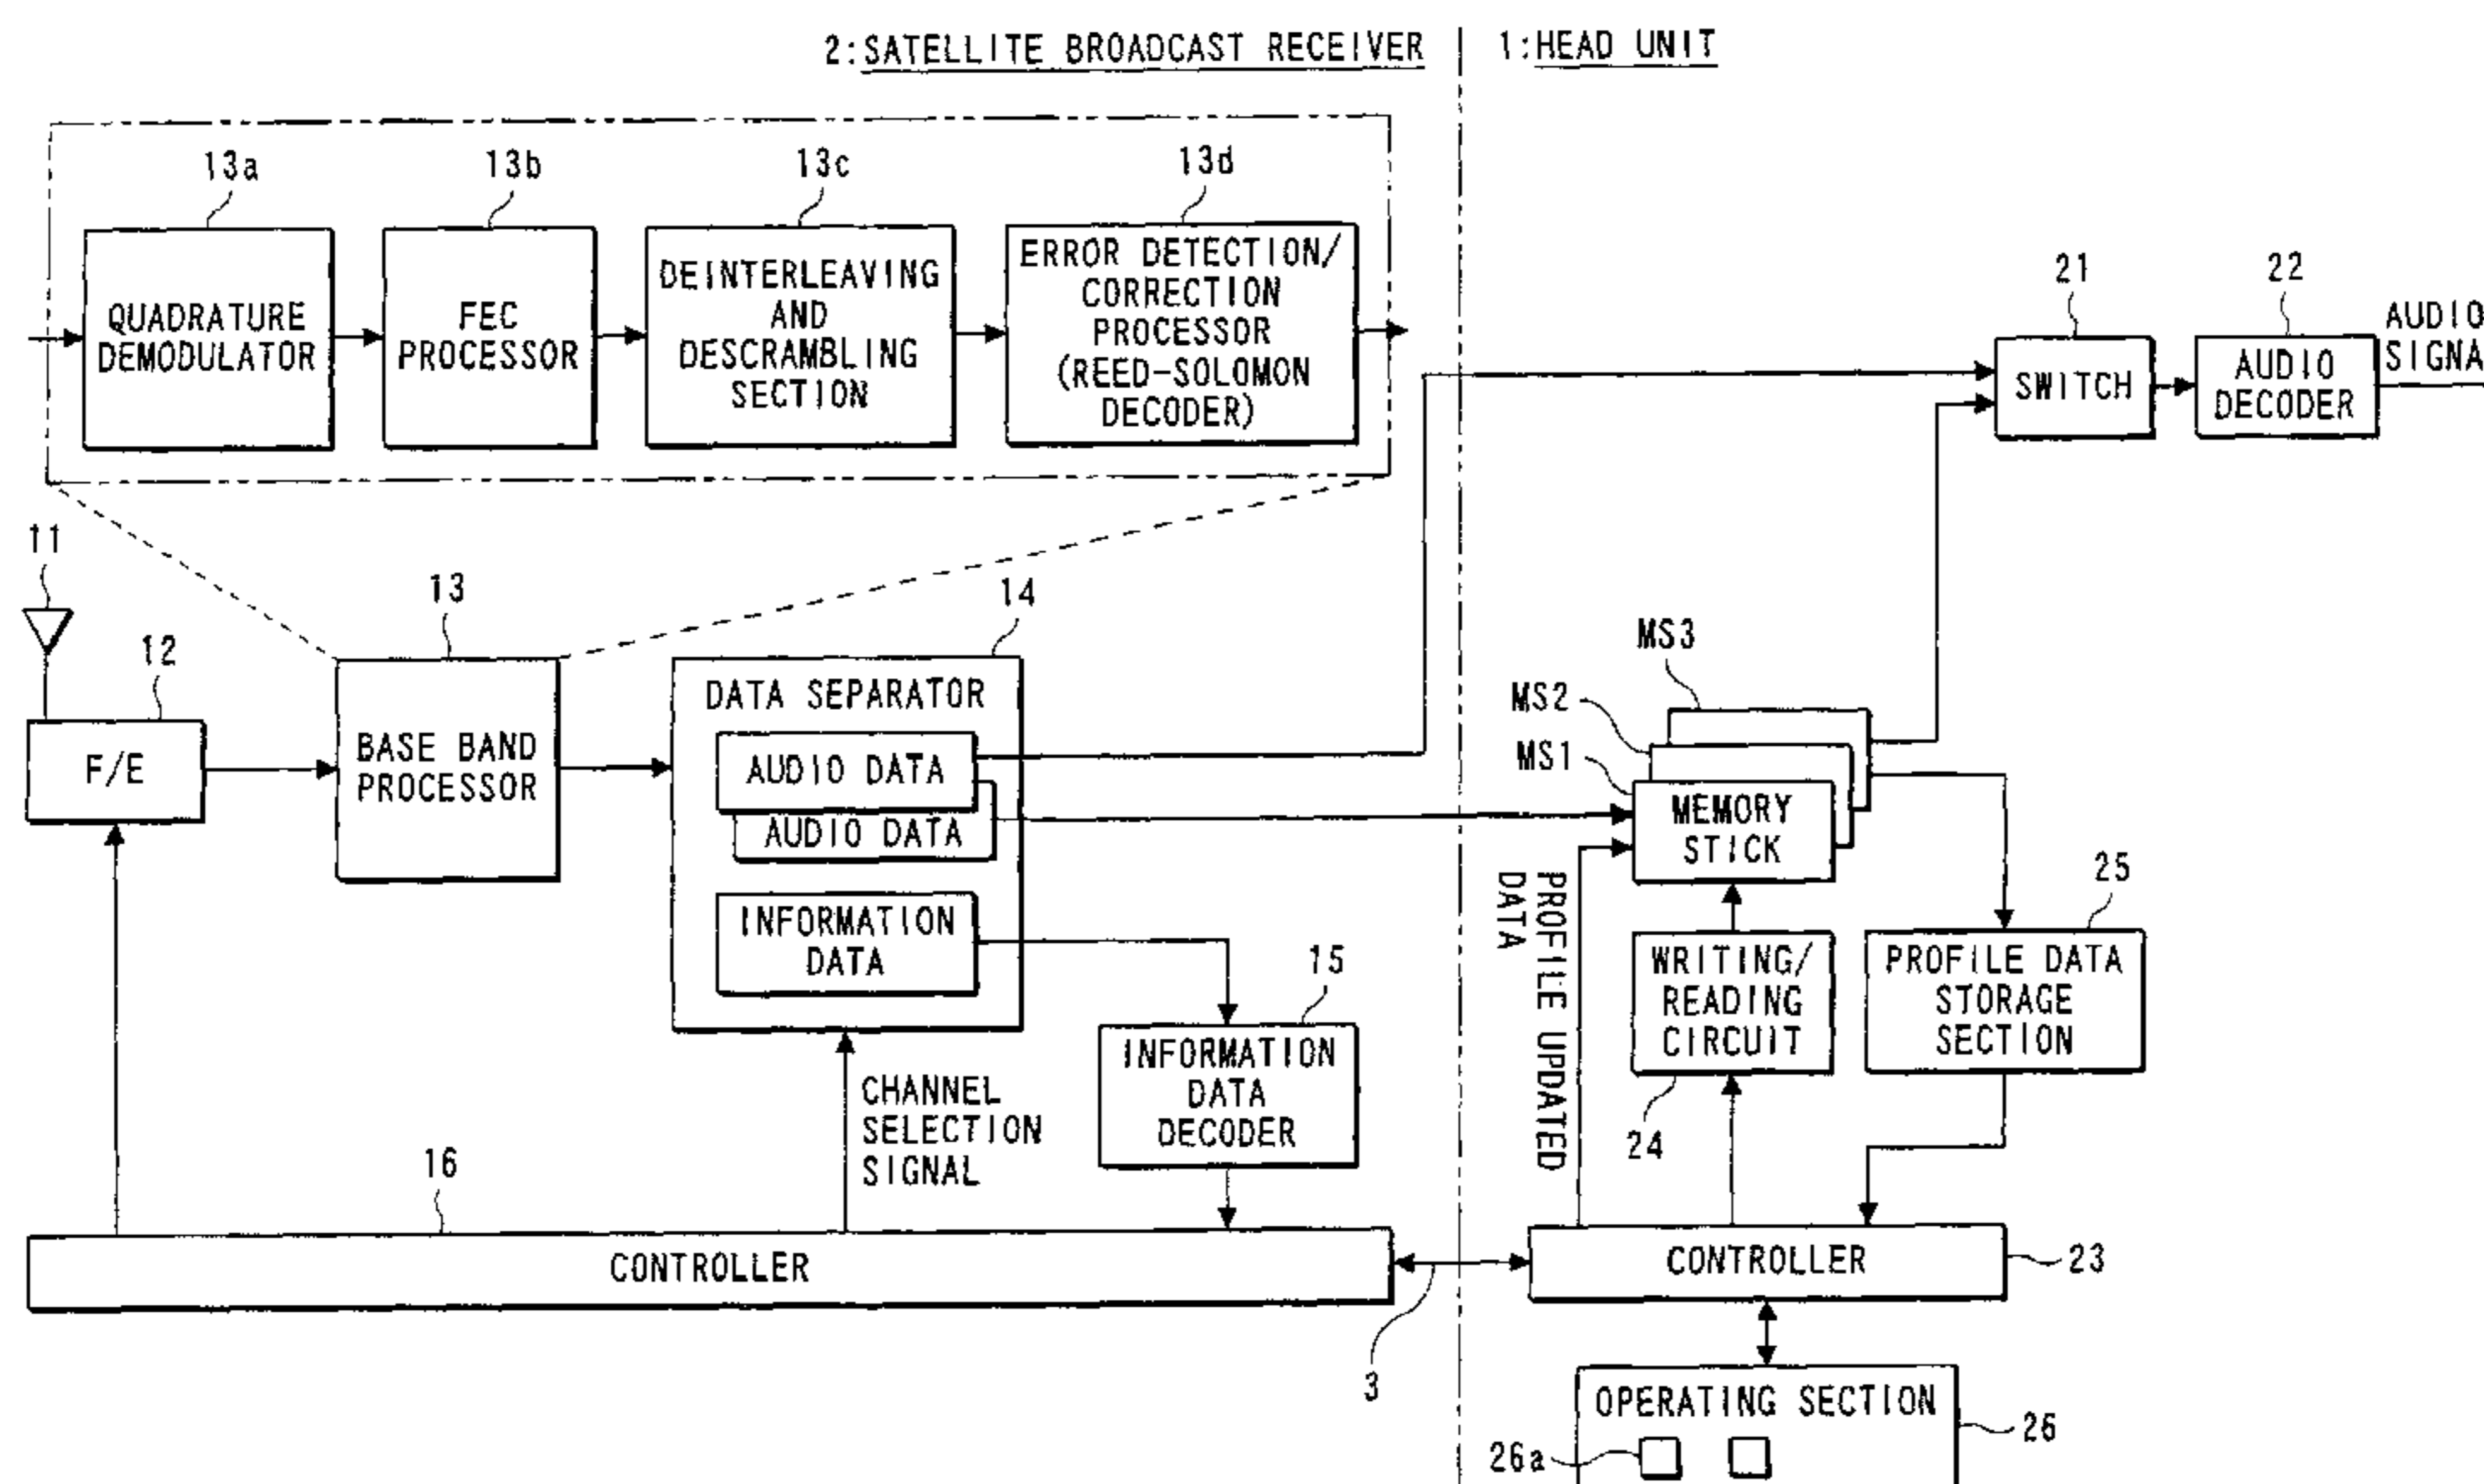 2:SATELLITE BROADCAST RECEIVER
1:HEAD UNIT
13a
13b
13c
13d
QUADRATURE
DEMODULATOR
FEC
PROCESSOR
DEINTERLEAVING
AND
DESCRAMBLING
SECTION
ERROR DETECTION/
CORRECTION
PROCESSOR
(REED-SOLOMON
DECODER)
21
22
SWITCH
AUDIO
DECODER
AUDIO
SIGNA
11
12
13
14
F/E
BASE BAND
PROCESSOR
DATA SEPARATOR
AUDIO DATA
AUDIO DATA
INFORMATION
DATA
15
INFORMATION
DATA
DECODER
CHANNEL
SELECTION
SIGNAL
16
CONTROLLER
3
MS3
MS2
MS1
MEMORY
STICK
PROFILE UPDATED
DATA
WRITING/
READING
CIRCUIT
24
25
PROFILE DATA
STORAGE
SECTION
CONTROLLER
23
OPERATING SECTION
26
26a